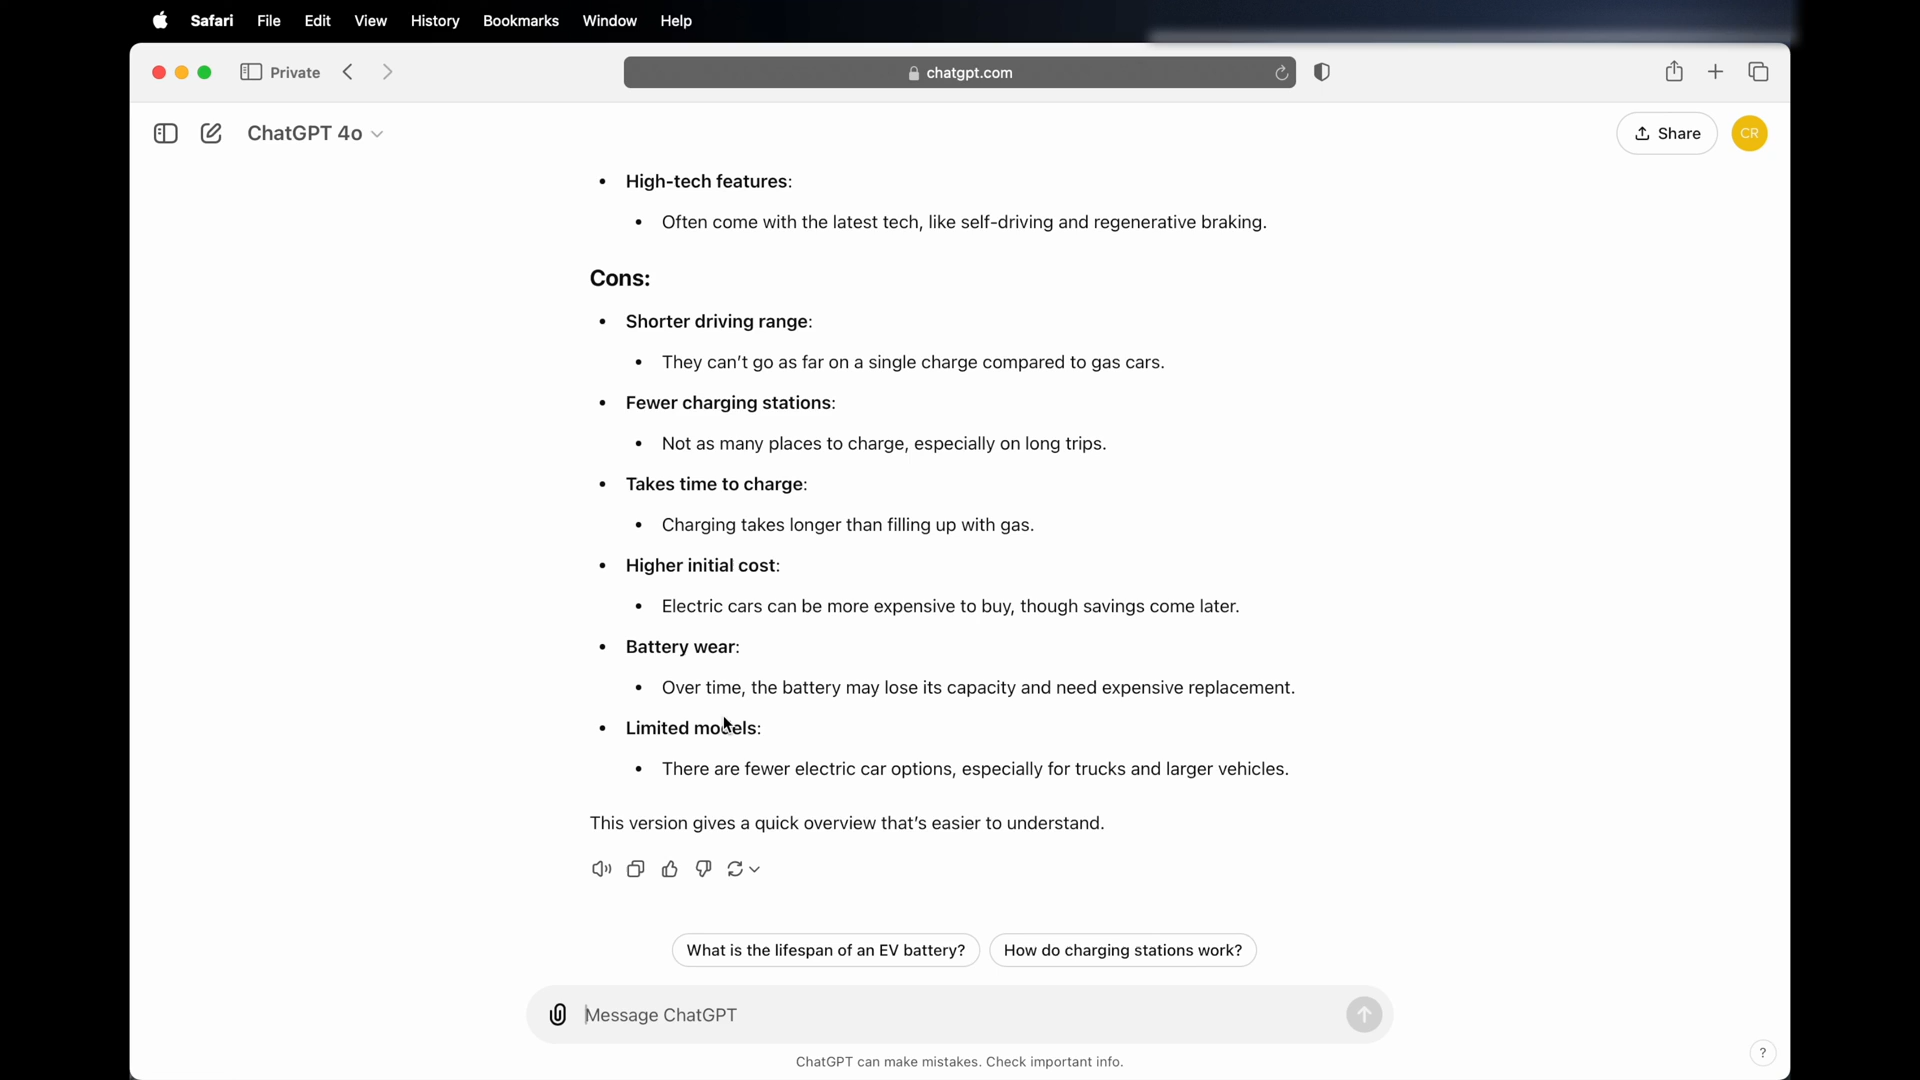 Safari File Edit View History Bookmarks Window Help
Private chatgpt.com
ChatGPT 4o Share CR
• High-tech features:
• Often come with the latest tech, like self-driving and regenerative braking.
Cons:
• Shorter driving range:
• They can't go as far on a single charge compared to gas cars.
• Fewer charging stations:
• Not as many places to charge, especially on long trips.
• Takes time to charge:
• Charging takes longer than filling up with gas.
• Higher initial cost:
• Electric cars can be more expensive to buy, though savings come later.
• Battery wear:
• Over time, the battery may lose its capacity and need expensive replacement.
• Limited models:
• There are fewer electric car options, especially for trucks and larger vehicles.
This version gives a quick overview that's easier to understand.
What is the lifespan of an EV battery? How do charging stations work?
Message ChatGPT
ChatGPT can make mistakes. Check important info.
?